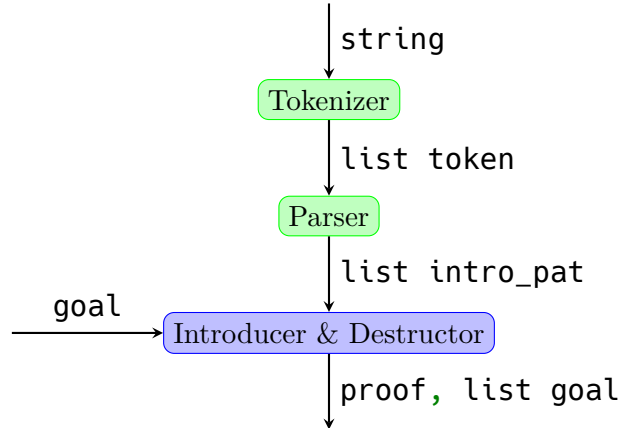 string
Tokenizer
list token
Parser
list intro_pat
goal
Introducer & Destructor
proof, list goal